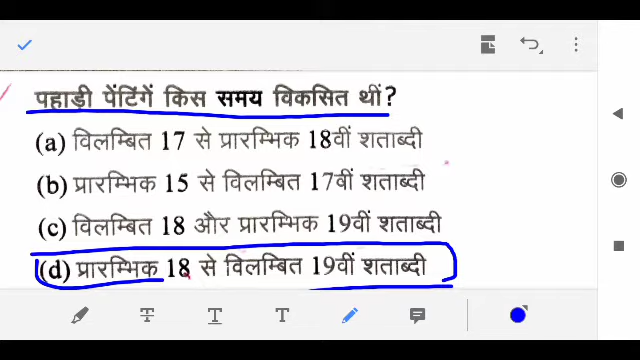 पहाड़ी पेंटिंगें किस समय विकसित थीं?
(a) विलम्बित 17 से प्रारम्भिक 18वीं शताब्दी
(b) प्रारम्भिक 15 से विलम्बित 17वीं शताब्दी
(c) विलम्बित 18 और प्रारम्भिक 19वीं शताब्दी
(d) प्रारम्भिक 18 से विलम्बित 19वीं शताब्दी